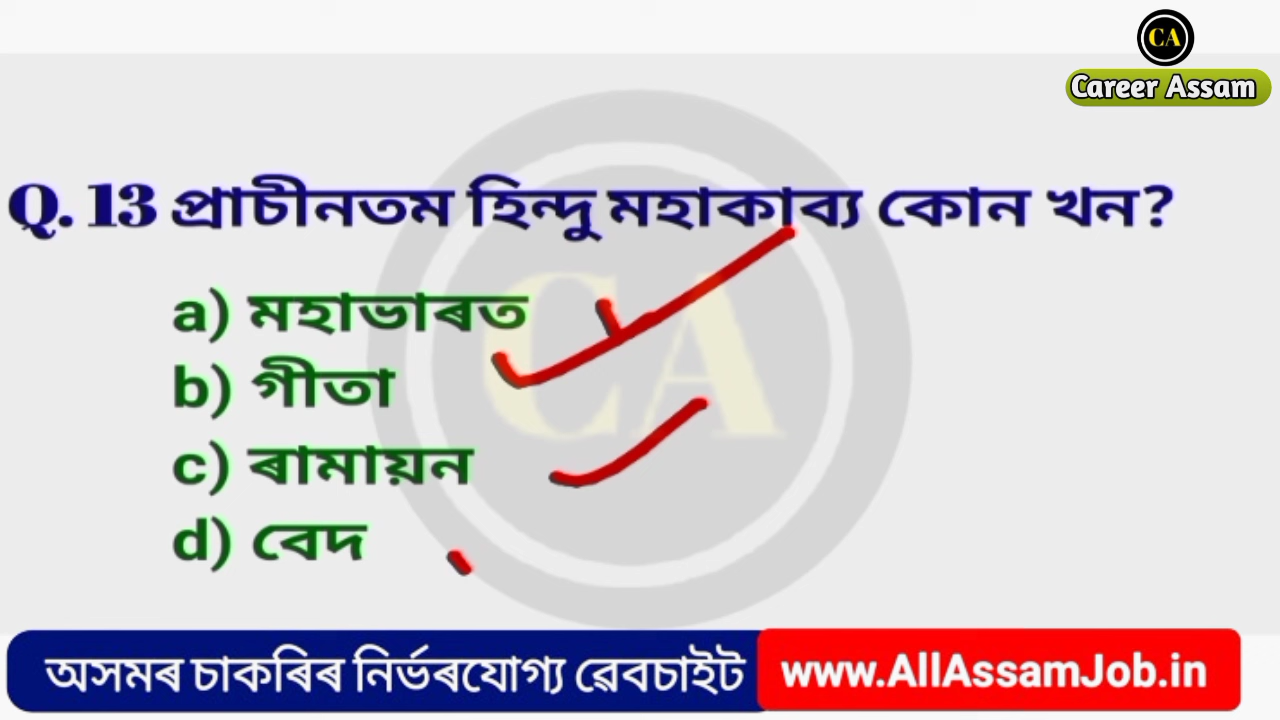 CA
Career Assam
Q. 13 প্ৰাচীনতম হিন্দু মহাকাব্য কোন খন?
a) মহাভাৰত
b) গীতা
c) ৰামায়ন
d) বেদ
CA
অসমৰ চাকৰিৰ নিৰ্ভৰযোগ্য ৱেবচাইট
www.AllAssamJob.in